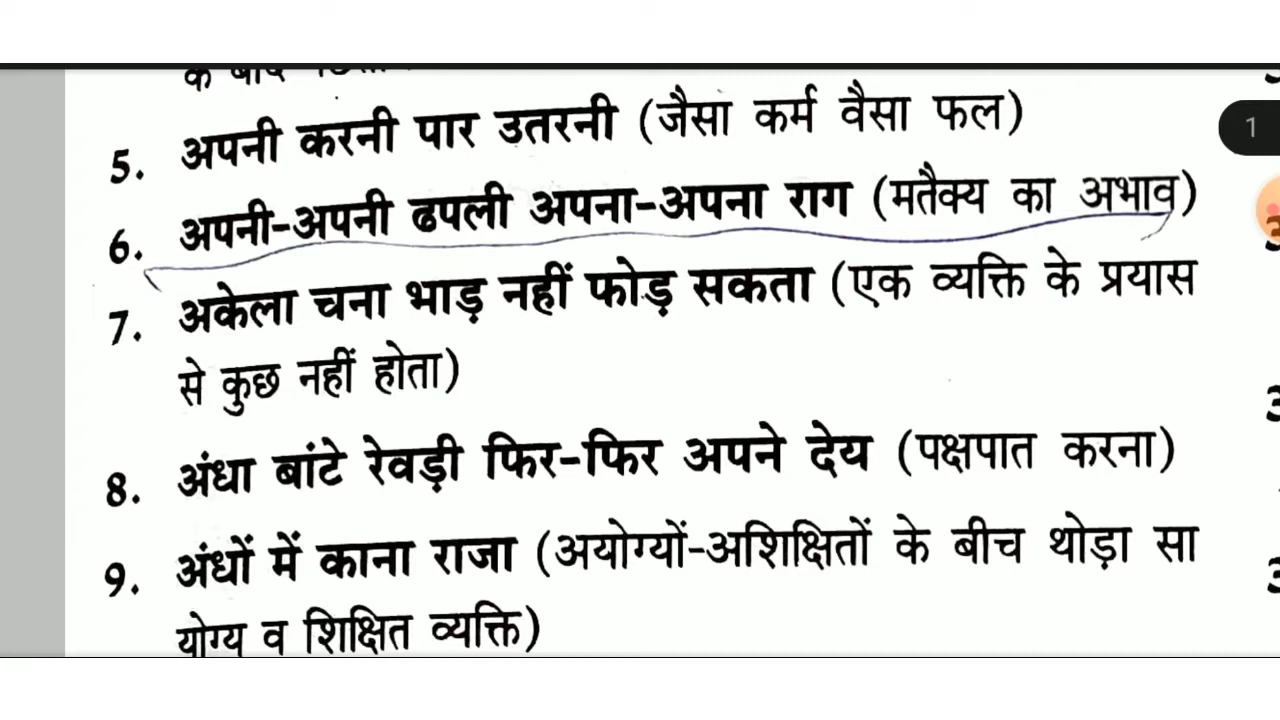 के बाद
5. अपनी करनी पार उतरनी (जैसा कर्म वैसा फल)
6. अपनी-अपनी ढपली अपना-अपना राग (मतैक्य का अभाव)
7. अकेला चना भाड़ नहीं फोड़ सकता (एक व्यक्ति के प्रयास
से कुछ नहीं होता)
8. अंधा बांटे रेवड़ी फिर-फिर अपने देय (पक्षपात करना)
9. अंधों में काना राजा (अयोग्यों-अशिक्षितों के बीच थोड़ा सा
योग्य व शिक्षित व्यक्ति)
1